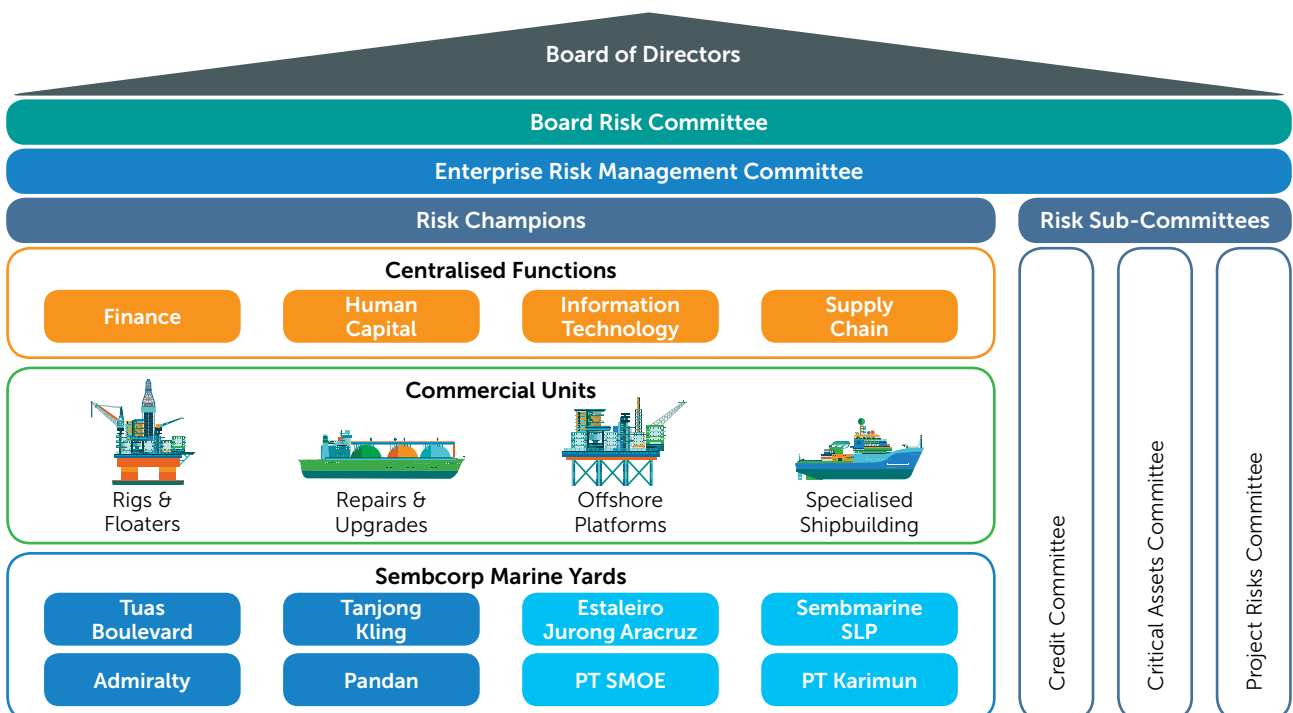 Board of Directors
Board Risk Committee
Enterprise Risk Management Committee
Risk Champions
Risk Sub-Committees
Centralised Functions
Finance
Human
Capital
Information
Technology
Supply
Chain
Commercial Units
Rigs &
Floaters
Repairs &
Upgrades
Offshore
Platforms
Specialised
Shipbuilding
Sembcorp Marine Yards
Tuas
Boulevard
Tanjong
Kling
Estaleiro
Jurong Aracruz
Sembmarine
SLP
Admiralty
Pandan
PT SMOE
PT Karimun
Credit Committee
Critical Assets Committee
Project Risks Committee